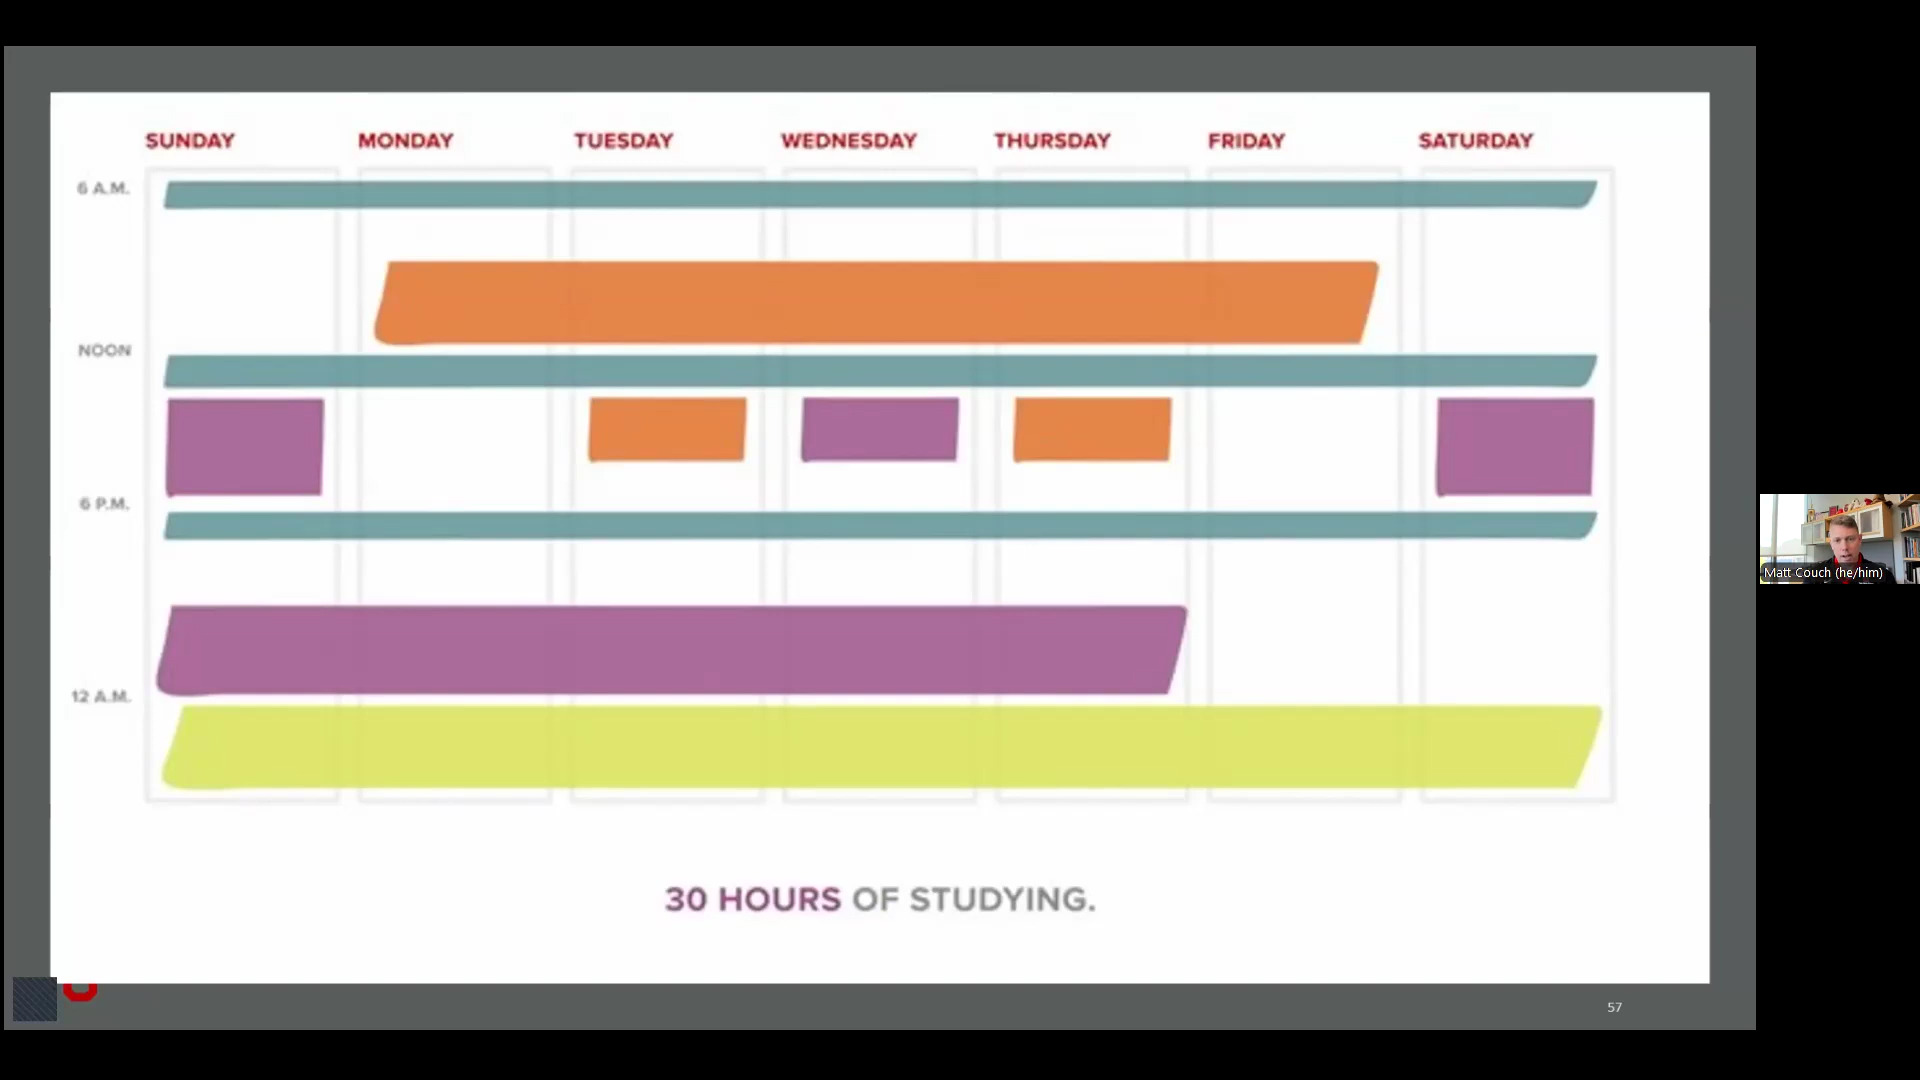 SUNDAY MONDAY TUESDAY WEDNESDAY THURSDAY FRIDAY SATURDAY
6 A.M.
NOON
6 P.M.
12 A.M.
30 HOURS OF STUDYING.
Matt Couch (he/him)
57